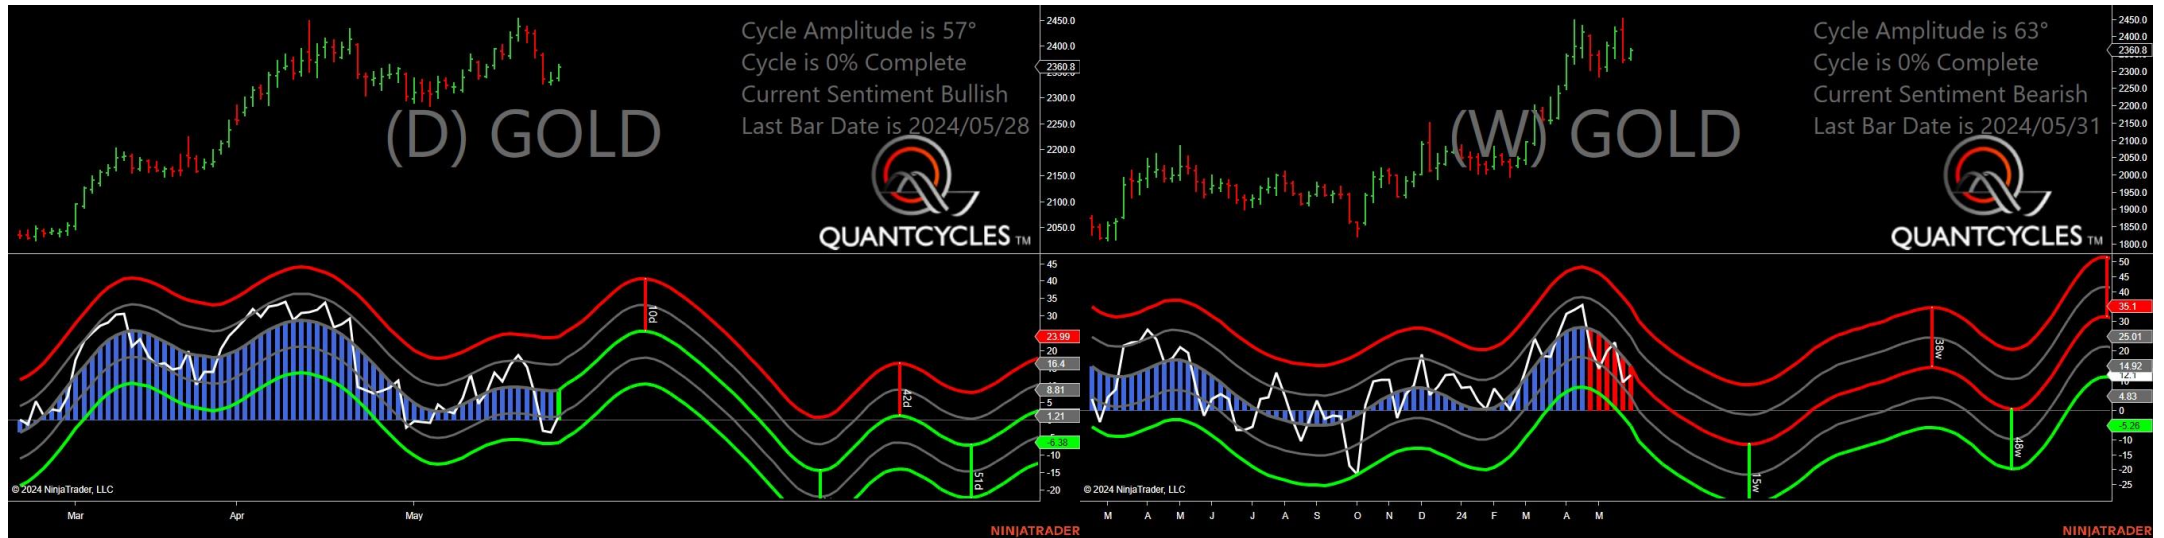 Cycle Amplitude is 57°
Cycle is 0% Complete
Current Sentiment Bullish
Last Bar Date is 2024/05/28
(D) GOLD
QUANTCYCLES TM
2450.0
2400.0
2360.8
2300.0
2250.0
2200.0
2150.0
2100.0
2050.0
45
40
35
30
23.99
20
16.4
8.81
5
1.21
-6.38
-10
-15
-20
10d
42d
51d
© 2024 NinjaTrader, LLC
Mar
Apr
May
NINJATRADER
Cycle Amplitude is 63°
Cycle is 0% Complete
Current Sentiment Bearish
Last Bar Date is 2024/05/31
(W) GOLD
QUANTCYCLES TM
2450.0
2400.0
2360.8
2300.0
2250.0
2200.0
2150.0
2100.0
2050.0
2000.0
1950.0
1900.0
1850.0
1800.0
50
40
35.1
30
25.01
20
14.92
10
4.83
0
-5.26
-10
-15
-20
-25
38w
15w
48w
© 2024 NinjaTrader, LLC
M
A
M
J
J
A
S
O
N
D
24
F
M
A
M
NINJATRADER